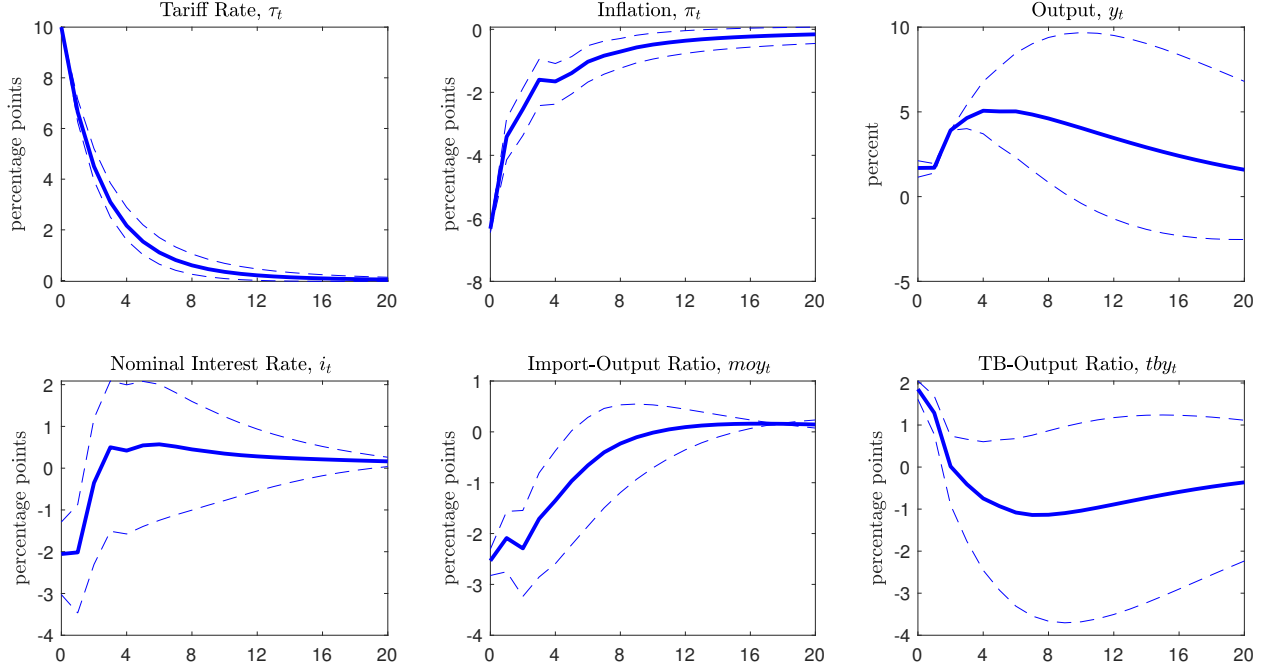 Tariff Rate, τt
percentage points
10
8
6
4
2
0
0 4 8 12 16 20
Inflation, πt
percentage points
0
-2
-4
-6
-8
0 4 8 12 16 20
Output, yt
percent
10
5
0
-5
0 4 8 12 16 20
Nominal Interest Rate, it
percentage points
2
1
0
-1
-2
-3
-4
0 4 8 12 16 20
Import-Output Ratio, moyt
percentage points
1
0
-1
-2
-3
-4
0 4 8 12 16 20
TB-Output Ratio, tbyt
percentage points
2
1
0
-1
-2
-3
-4
0 4 8 12 16 20